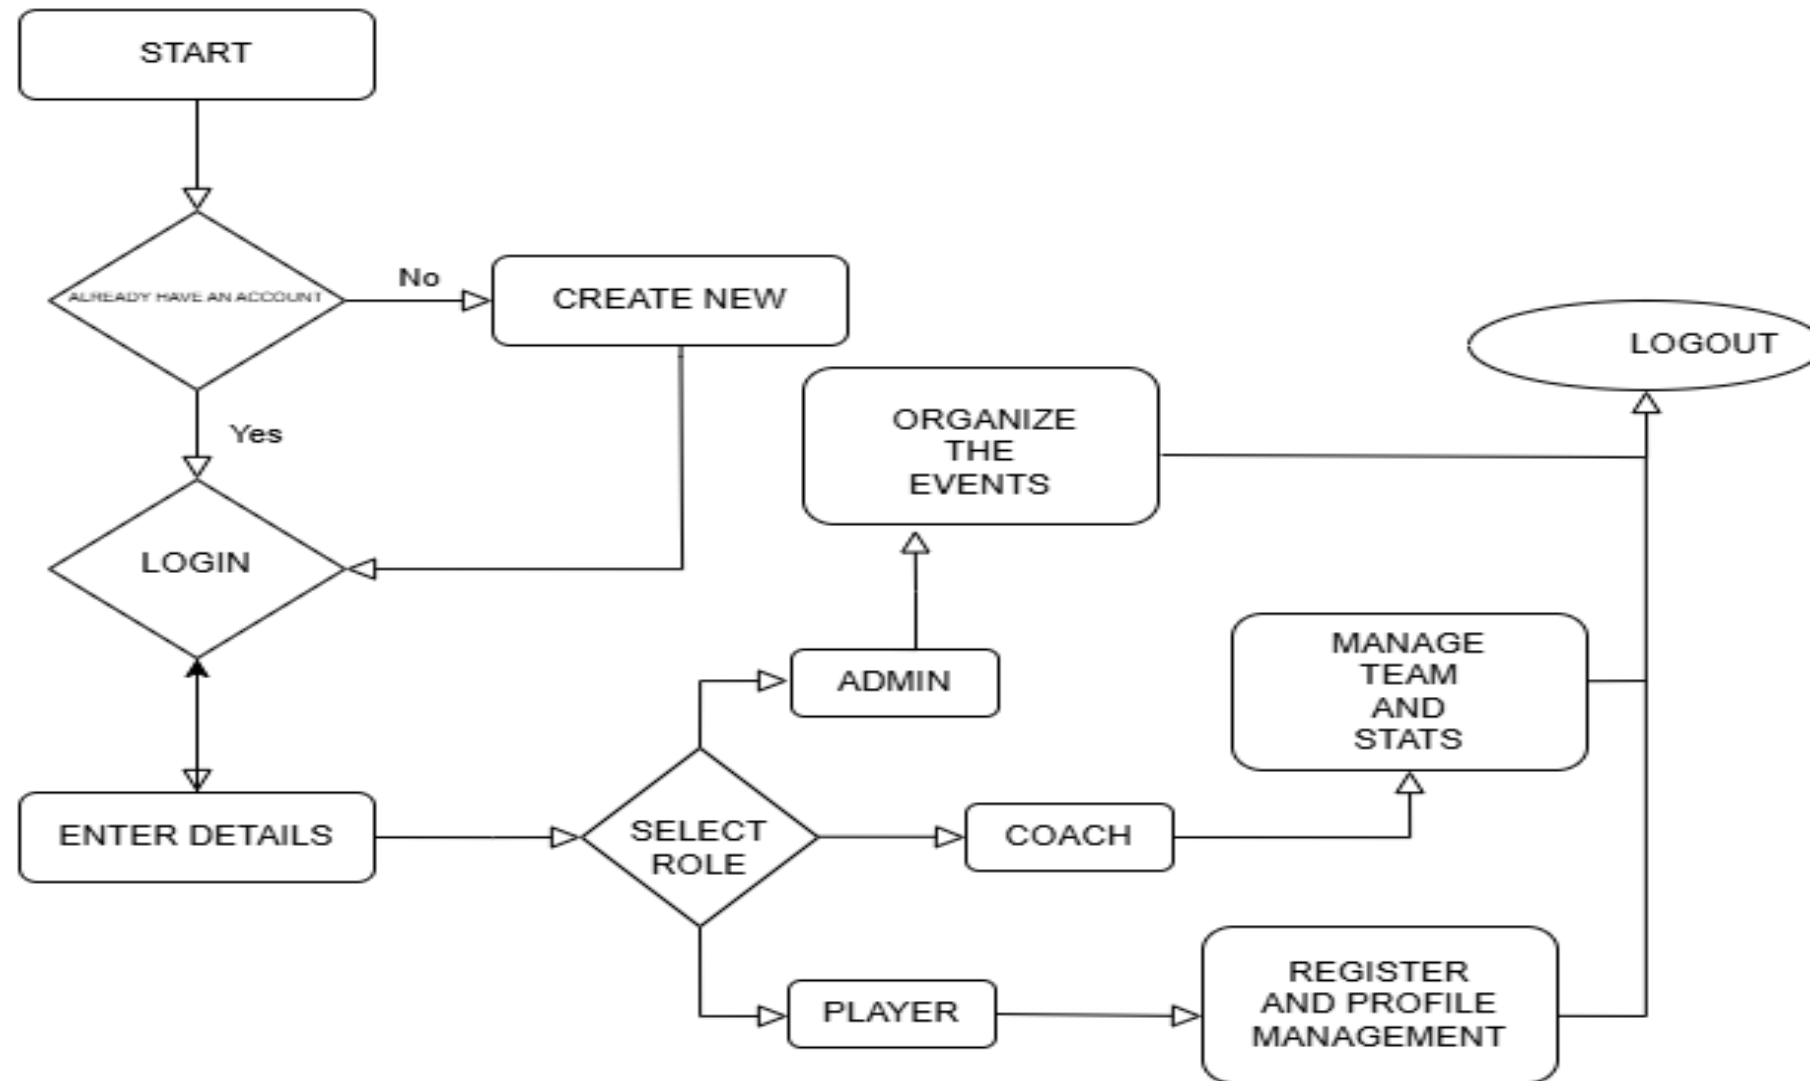 START
ALREADY HAVE AN ACCOUNT
No
CREATE NEW
Yes
LOGIN
ENTER DETAILS
SELECT
ROLE
ADMIN
ORGANIZE
THE
EVENTS
COACH
MANAGE
TEAM
AND
STATS
PLAYER
REGISTER
AND PROFILE
MANAGEMENT
LOGOUT